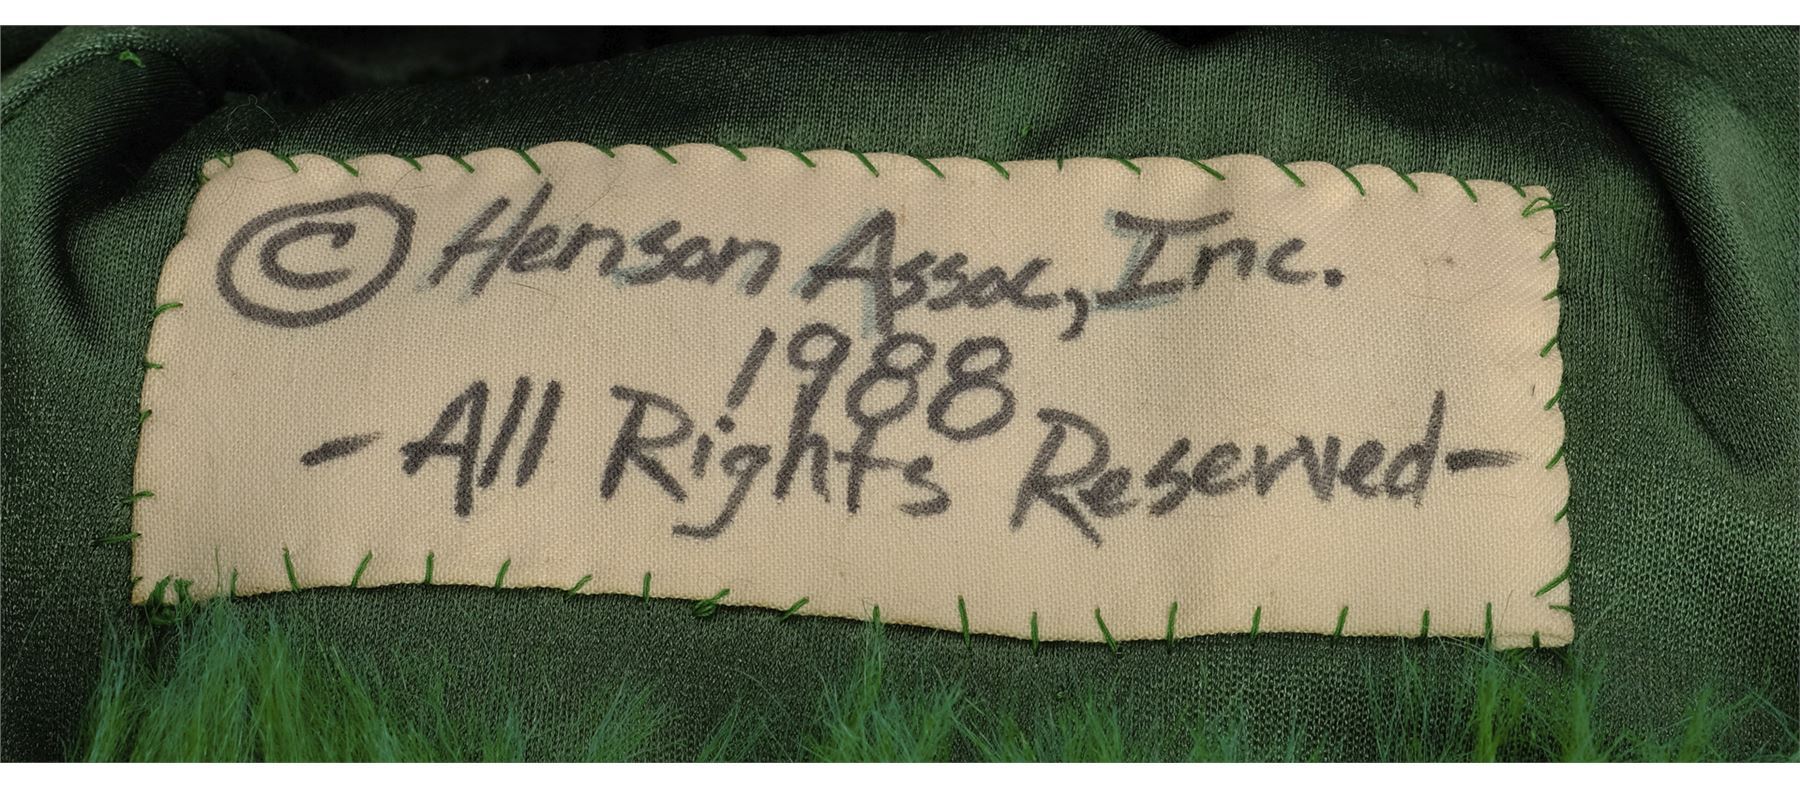 © Henson Assoc, Inc.
1988
-All Rights Reserved-